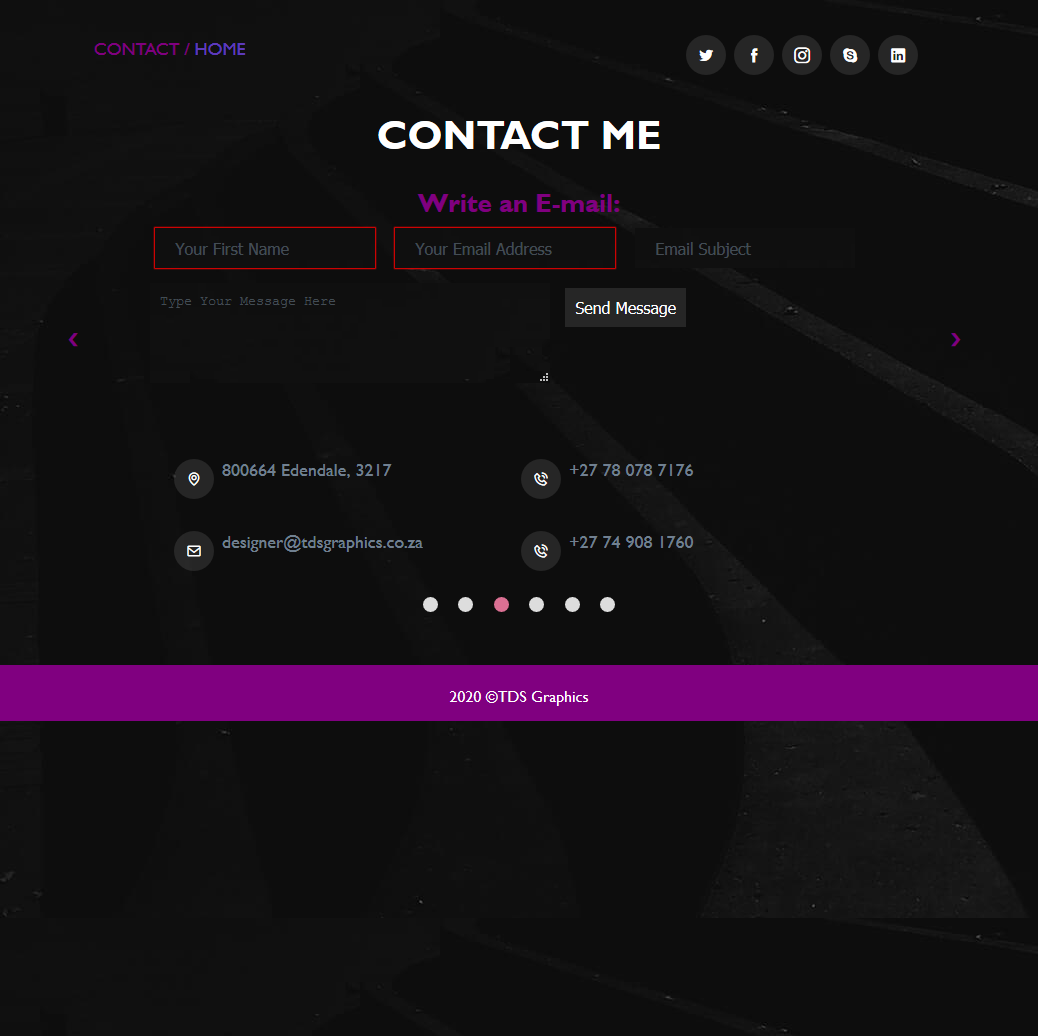 CONTACT / HOME
CONTACT ME
Write an E-mail:
Your First Name
Your Email Address
Email Subject
Type Your Message Here
Send Message
800664 Edendale, 3217
+27 78 078 7176
designer@tdsgraphics.co.za
+27 74 908 1760
2020 ©TDS Graphics